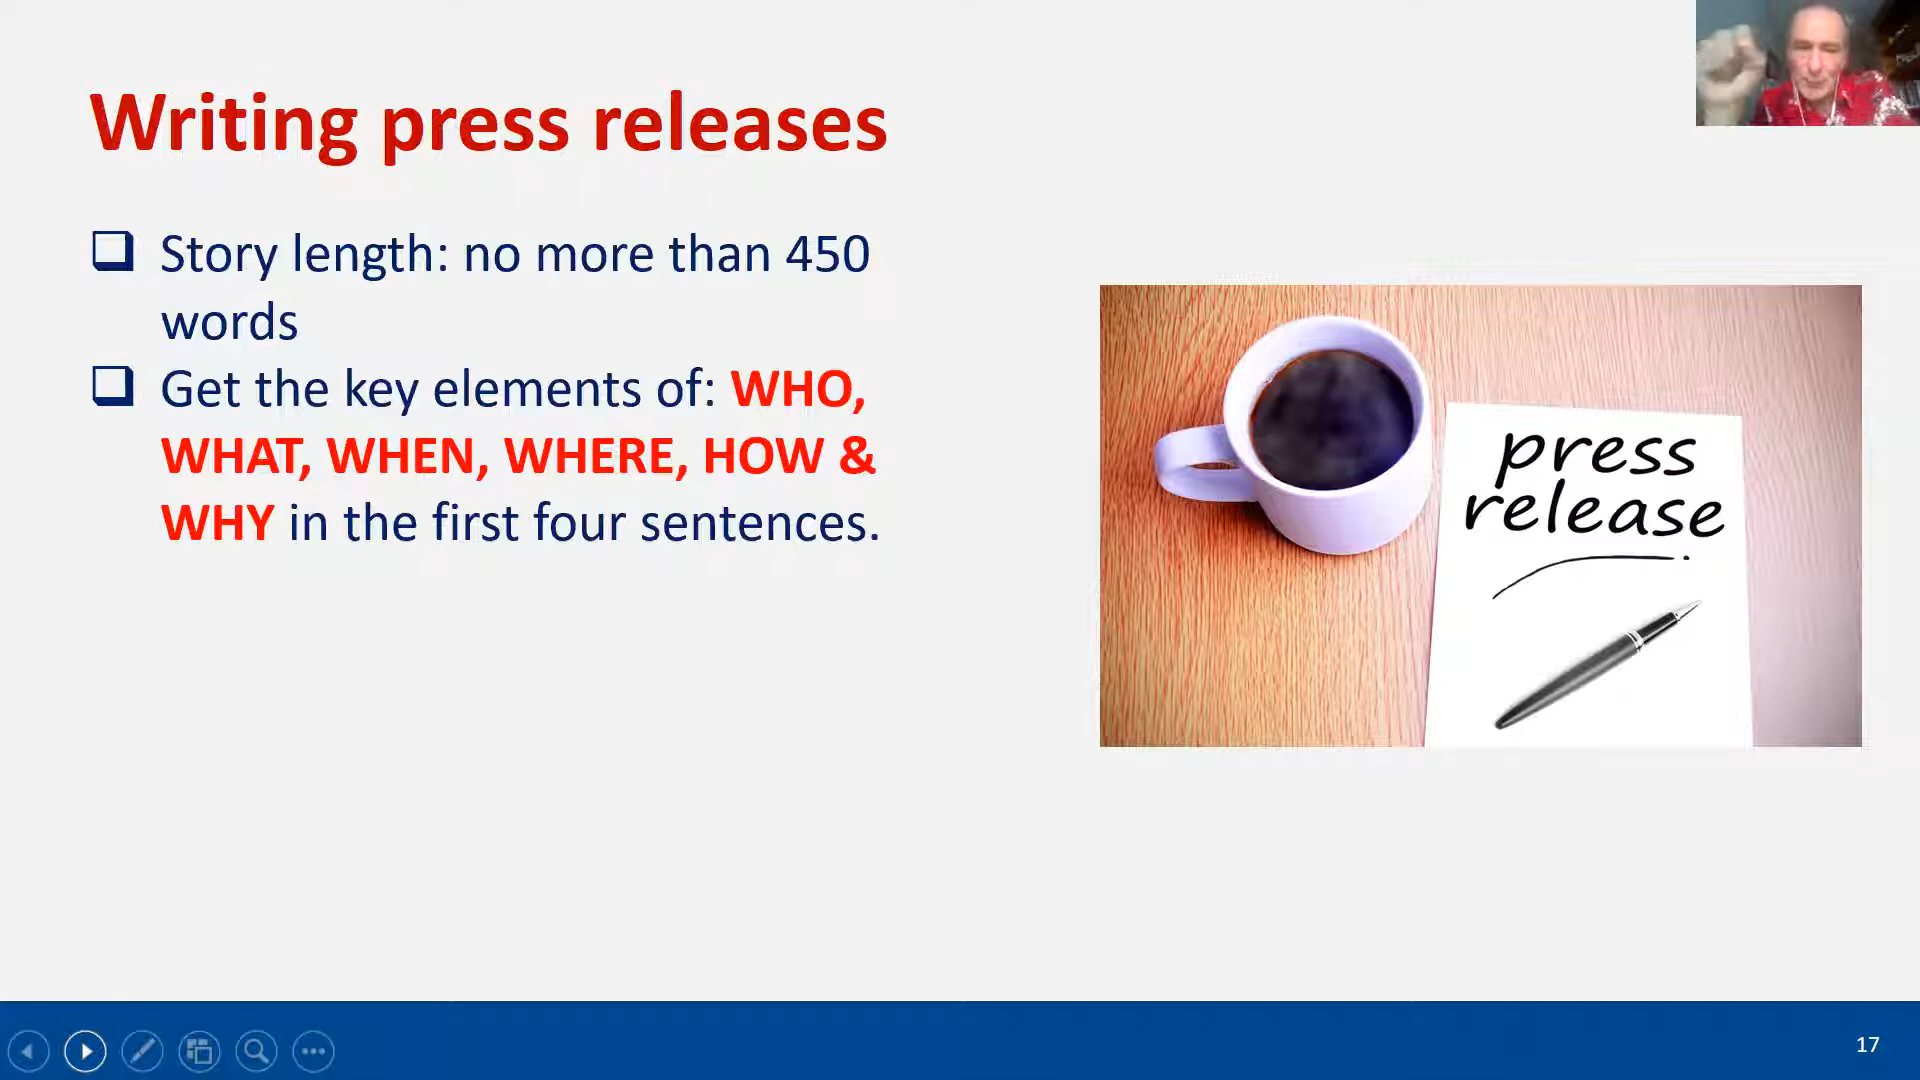 Writing press releases
Story length: no more than 450
words
Get the key elements of: WHO,
WHAT, WHEN, WHERE, HOW &
WHY in the first four sentences.
press
release
17